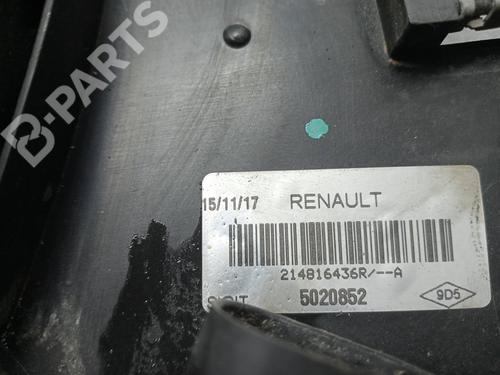 B-PARTS
15/11/17 RENAULT
214816436R/--A
5020852
9D5